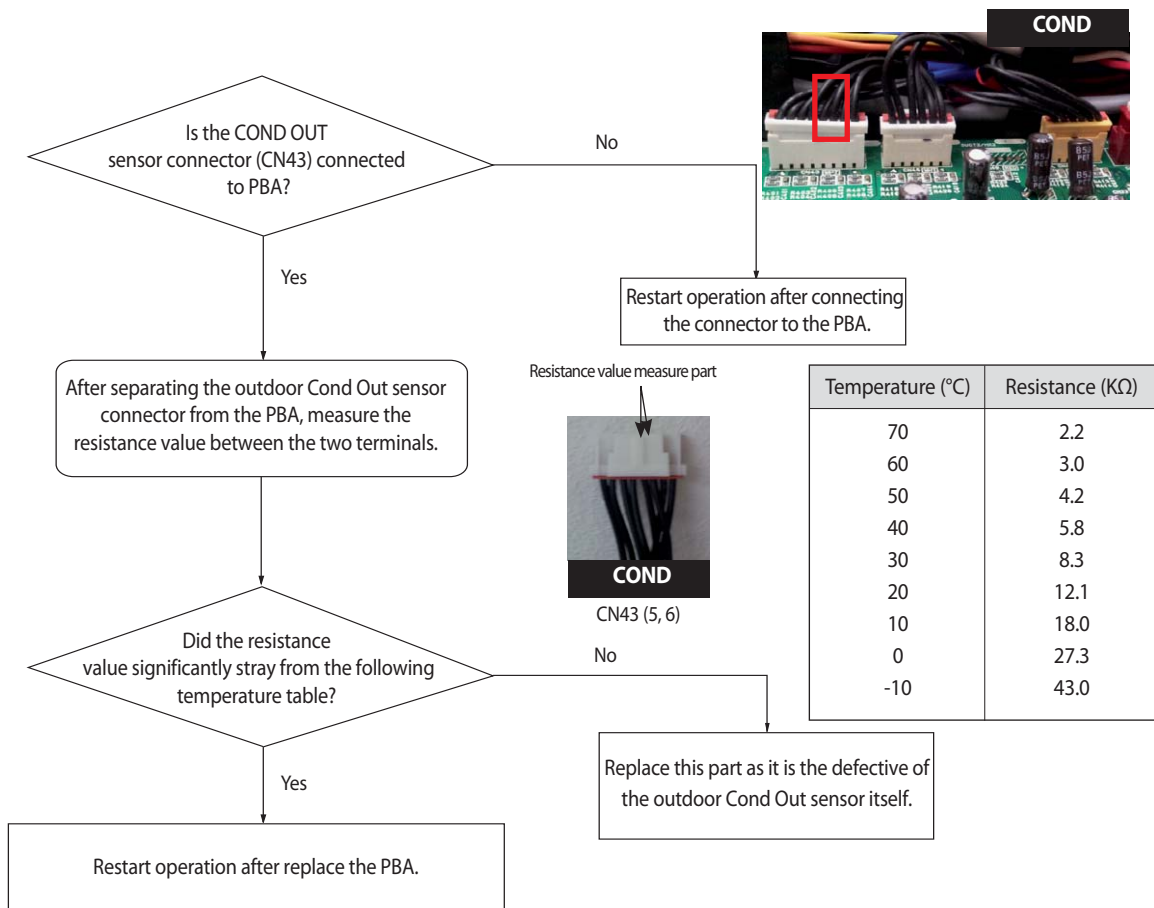 COND
Is the COND OUT
sensor connector (CN43) connected
to PBA?
No
Yes
Restart operation after connecting
the connector to the PBA.
After separating the outdoor Cond Out sensor
connector from the PBA, measure the
resistance value between the two terminals.
Resistance value measure part
COND
CN43 (5, 6)
Temperature (°C) Resistance (KΩ)
70 2.2
60 3.0
50 4.2
40 5.8
30 8.3
20 12.1
10 18.0
0 27.3
-10 43.0
Did the resistance
value significantly stray from the following
temperature table?
No
Yes
Replace this part as it is the defective of
the outdoor Cond Out sensor itself.
Restart operation after replace the PBA.